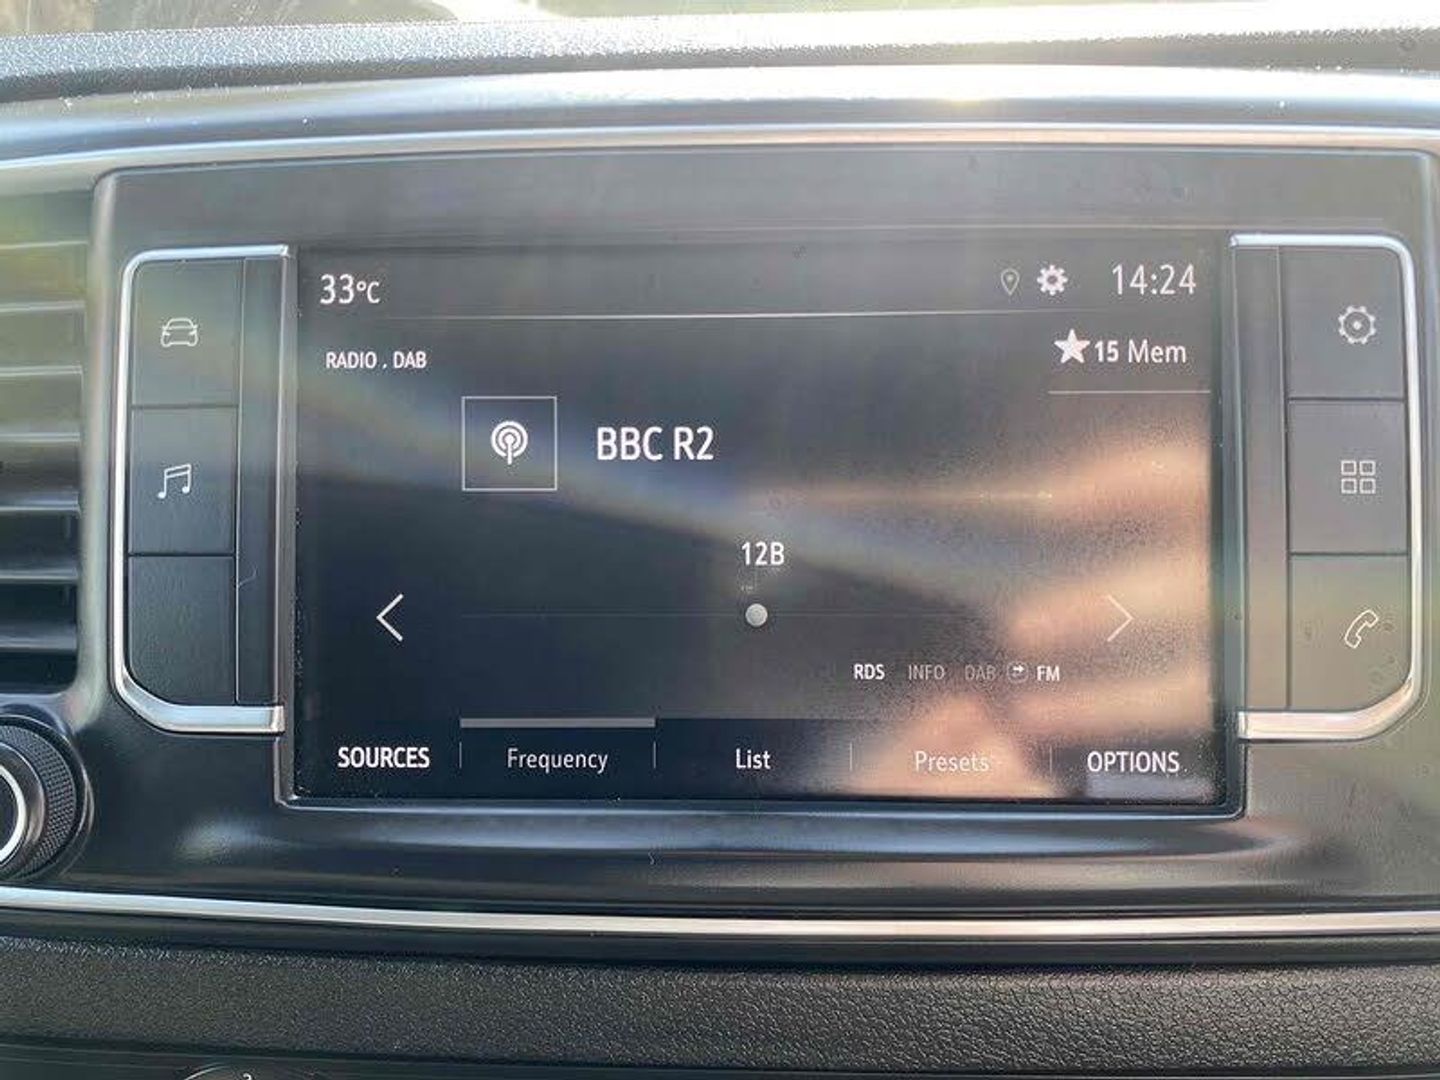 33°C 14:24
RADIO . DAB
15 Mem
BBC R2
12B
RDS INFO DAB FM
SOURCES Frequency List Presets OPTIONS